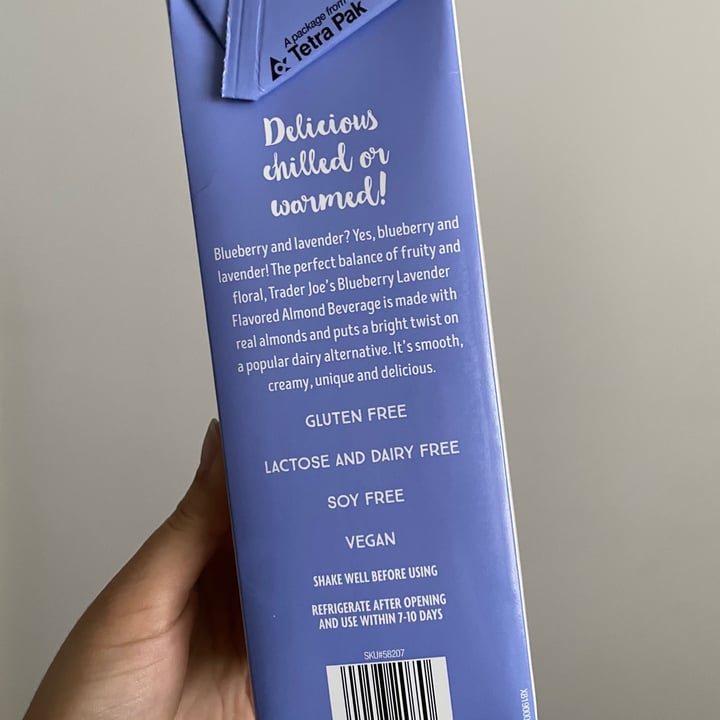 A package from
Tetra Pak
Delicious
chilled or
warmed!
Blueberry and lavender? Yes, blueberry and
lavender! The perfect balance of fruity and
floral, Trader Joe's Blueberry Lavender
Flavored Almond Beverage is made with
real almonds and puts a bright twist on
a popular dairy alternative. It's smooth,
creamy, unique and delicious.
GLUTEN FREE
LACTOSE AND DAIRY FREE
SOY FREE
VEGAN
SHAKE WELL BEFORE USING
REFRIGERATE AFTER OPENING
AND USE WITHIN 7-10 DAYS
SKU#58207